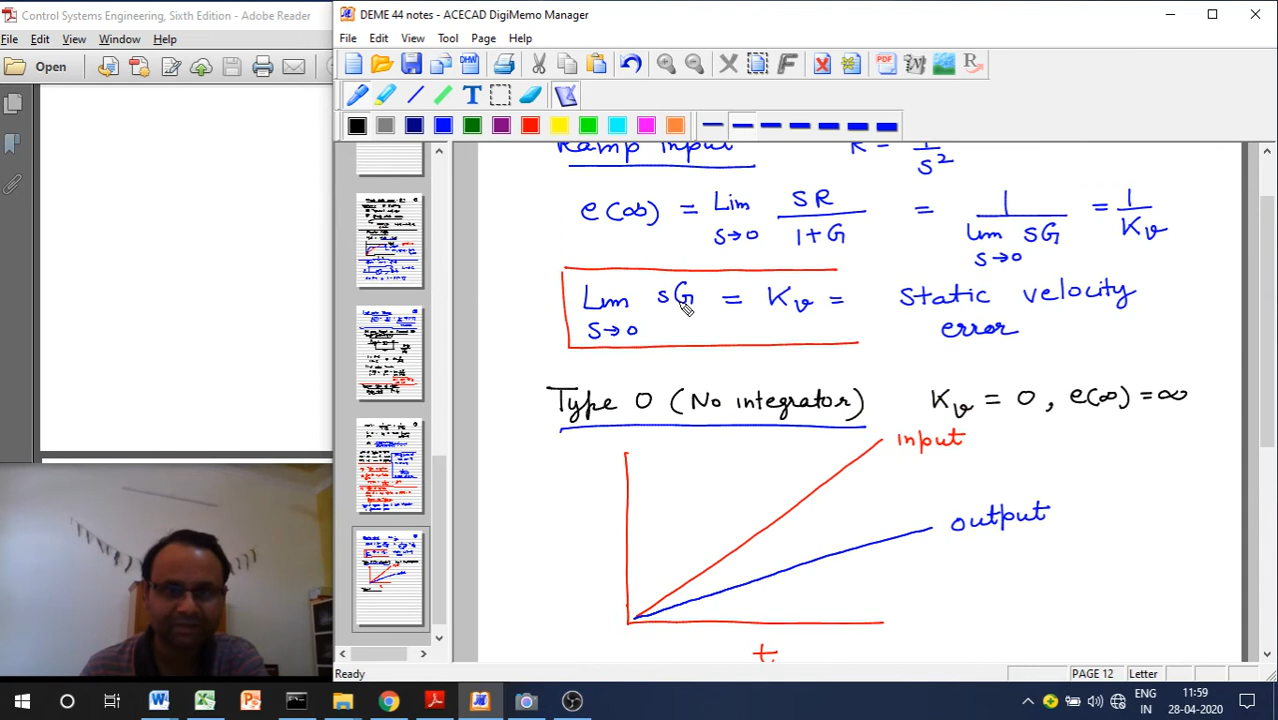 Control Systems Engineering, Sixth Edition - Adobe Reader
DEME 44 notes - ACECAD DigiMemo Manager
File Edit View Window Help
File Edit View Tool Page Help
Open
Ramp input R = 1/S²
e(∞) = Lim S→0 SR/1+G = 1/Lim S→0 SG = 1/Kv
Lim S→0 sG = Kv = Static velocity
error
Type 0 (No integrator) Kv = 0, e(∞) = ∞
input
output
t
Ready PAGE 12 Letter
ENG
IN
11:59
28-04-2020